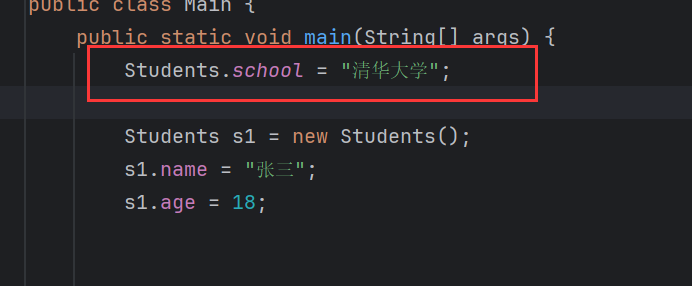 public class Main {
public static void main(String[] args) {
Students.school = "清华大学";
Students s1 = new Students();
s1.name = "张三";
s1.age = 18;